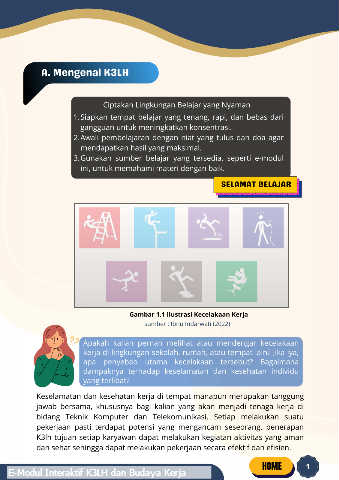 A. Mengenal K3LH
Ciptakan Lingkungan Belajar yang Nyaman
1. Siapkan tempat belajar yang tenang, rapi, dan bebas dari
gangguan untuk meningkatkan konsentrasi.
2. Awali pembelajaran dengan niat yang tulus dan doa agar
mendapatkan hasil yang maksimal.
3. Gunakan sumber belajar yang tersedia, seperti e-modul
ini, untuk memahami materi dengan baik.
SELAMAT BELAJAR
Gambar 1.1 Ilustrasi Kecelakaan Kerja
sumber : Ibnu Indarwati (2022)
Apakah kalian pernah melihat atau mendengar kecelakaan
kerja di lingkungan sekolah, rumah, atau tempat lain? Jika iya,
apa penyebab utama kecelakaan tersebut? Bagaimana
dampaknya terhadap keselamatan dan kesehatan individu
yang terlibat?
Keselamatan dan kesehatan kerja di tempat manapun merupakan tanggung
jawab bersama, khususnya bagi kalian yang akan menjadi tenaga kerja di
bidang Teknik Komputer dan Telekomunikasi. Setiap melakukan suatu
pekerjaan pasti terdapat potensi yang mengancam seseorang, penerapan
K3lh tujuan setiap karyawan dapat melakukan kegiatan aktivitas yang aman
dan sehat sehingga dapat melakukan pekerjaan secara efektif dan efisien.
HOME
1
E-Modul Interaktif K3LH dan Budaya Kerja